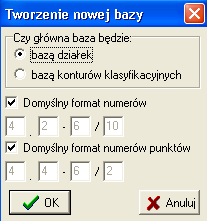 Tworzenie nowej bazy
Czy główna baza będzie:
bazą działek
bazą konturów klasyfikacyjnych
Domyślny format numerów
4 . 2 - 6 / 10
Domyślny format numerów punktów
4 . 4 - 6 - 2
OK Anuluj